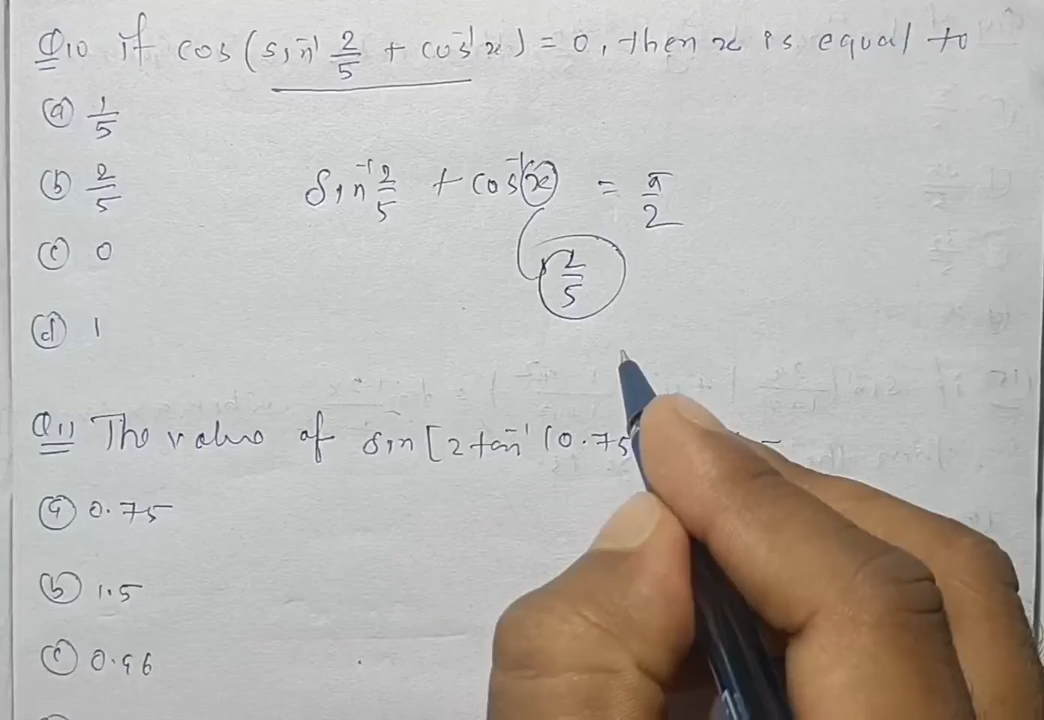 Q10 If cos (sin⁻¹ 2/5 + cos⁻¹ x) = 0, then x is equal to
(a) 1/5
(b) 2/5
(c) 0
(d) 1
sin⁻¹ 2/5 + cos⁻¹ (x) = π/2
2/5
Q11 The value of sin [2 tan⁻¹ (0.75
(a) 0.75
(b) 1.5
(c) 0.96